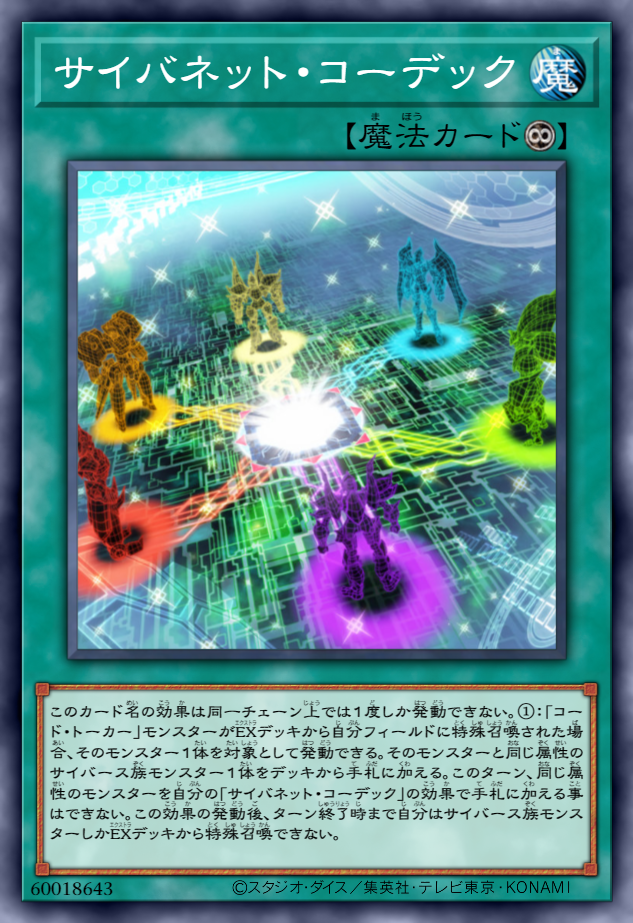 サイバネット・コーデック
魔
【魔法カード♾】
このカード名の効果は同一チェーン上では1度しか発動できない。①:「コー
ド・トーカー」モンスターがEXデッキから自分フィールドに特殊召喚された場
合、そのモンスター1体を対象として発動できる。そのモンスターと同じ属性の
サイバース族モンスター1体をデッキから手札に加える。このターン、同じ属
性のモンスターを自分の「サイバネット・コーデック」の効果で手札に加える事
はできない。この効果の発動後、ターン終了時まで自分はサイバース族モンス
ターしかEXデッキから特殊召喚できない。
60018643
©スタジオ・ダイス/集英社・テレビ東京・KONAMI